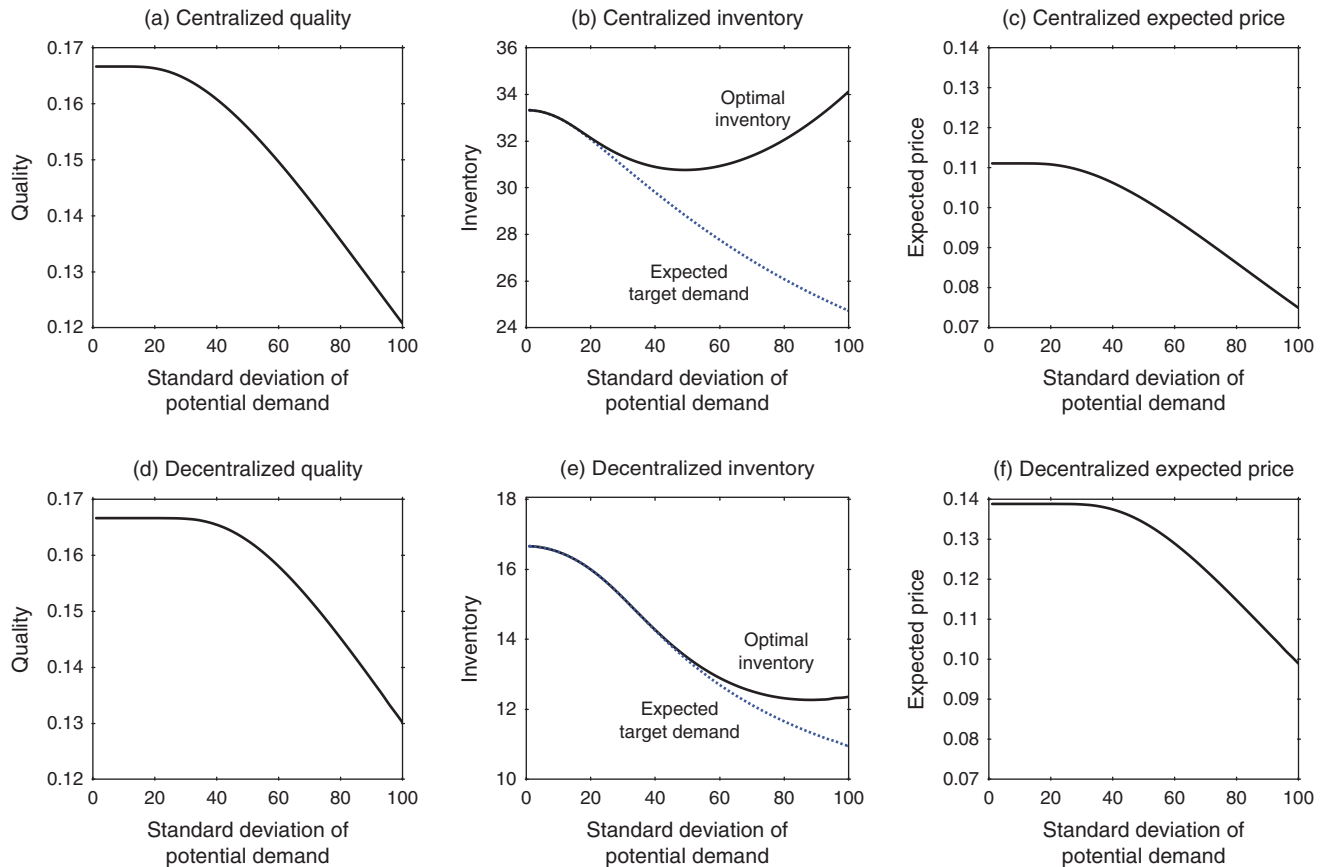 (a) Centralized quality
0.17
0.16
0.15
0.14
0.13
0.12
Quality
0 20 40 60 80 100
Standard deviation of
potential demand
(b) Centralized inventory
36
34
32
30
28
26
24
Inventory
Optimal
inventory
Expected
target demand
0 20 40 60 80 100
Standard deviation of
potential demand
(c) Centralized expected price
0.14
0.13
0.12
0.11
0.10
0.09
0.08
0.07
Expected price
0 20 40 60 80 100
Standard deviation of
potential demand
(d) Decentralized quality
0.17
0.16
0.15
0.14
0.13
0.12
Quality
0 20 40 60 80 100
Standard deviation of
potential demand
(e) Decentralized inventory
18
16
14
12
10
Inventory
Optimal
inventory
Expected
target demand
0 20 40 60 80 100
Standard deviation of
potential demand
(f) Decentralized expected price
0.14
0.13
0.12
0.11
0.10
0.09
0.08
0.07
Expected price
0 20 40 60 80 100
Standard deviation of
potential demand